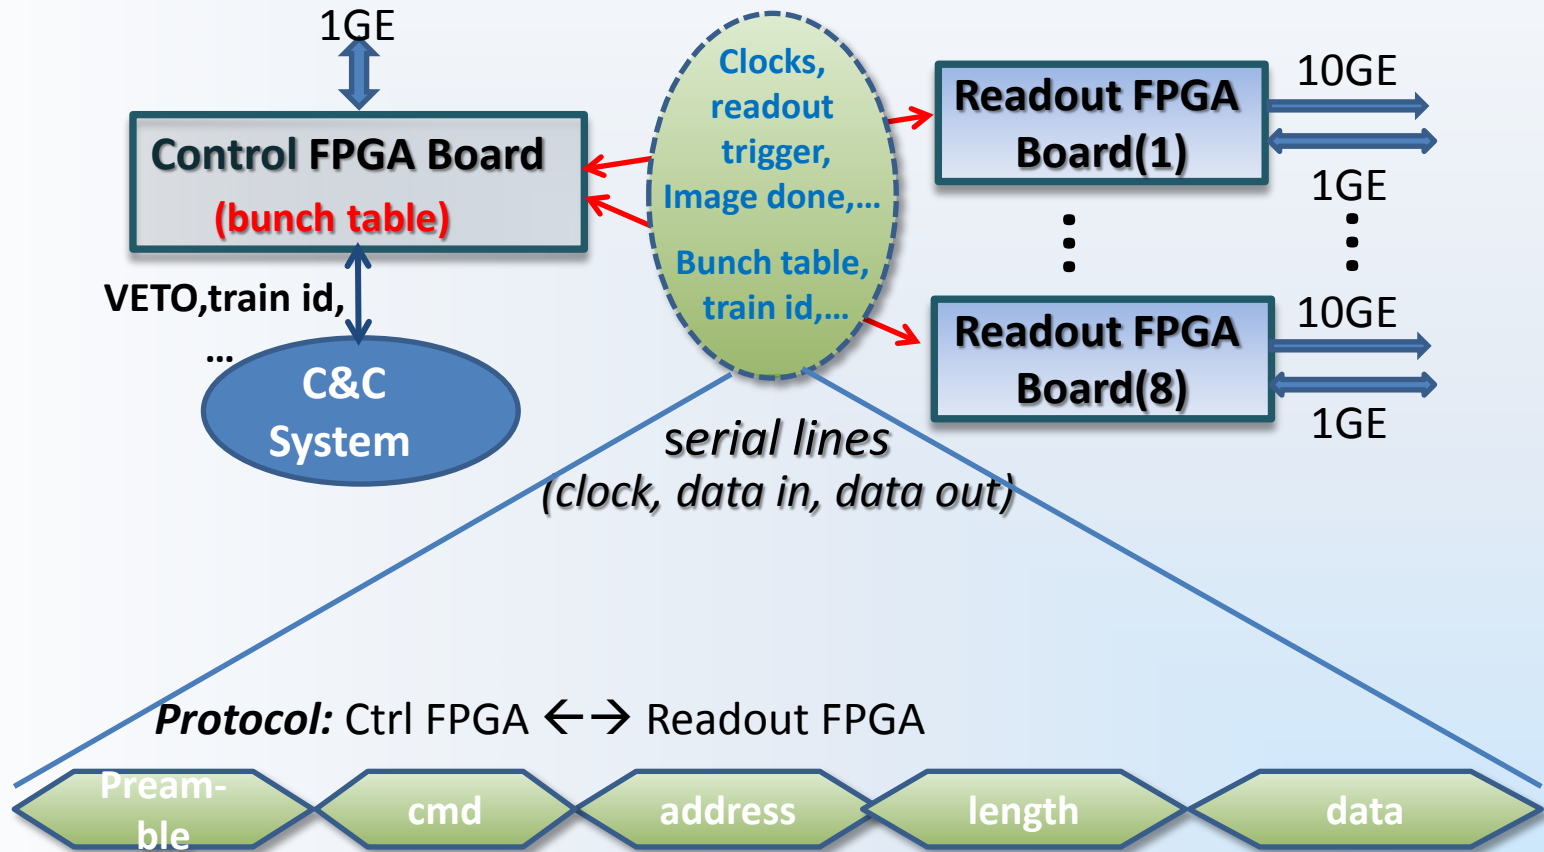 1GE
Control FPGA Board
(bunch table)
VETO,train id,
...
C&C
System
Clocks,
readout
trigger,
Image done,...
Bunch table,
train id,...
Readout FPGA
Board(1)
10GE
1GE
Readout FPGA
Board(8)
10GE
1GE
serial lines
(clock, data in, data out)
Protocol: Ctrl FPGA ←→ Readout FPGA
Pream-
ble
cmd
address
length
data